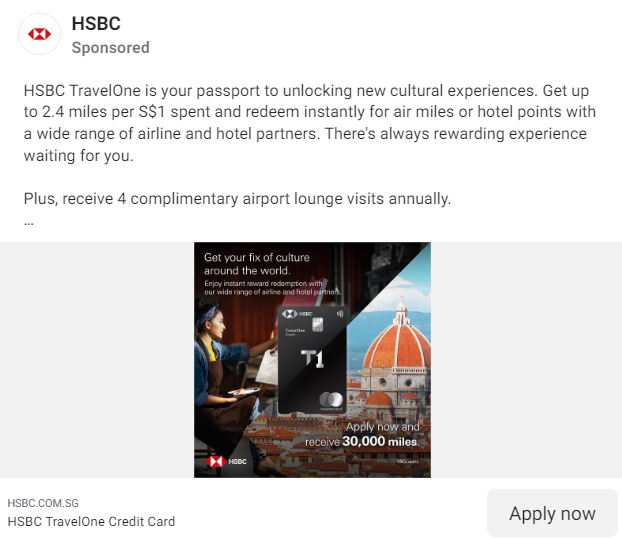 HSBC
Sponsored
HSBC TravelOne is your passport to unlocking new cultural experiences. Get up
to 2.4 miles per S$1 spent and redeem instantly for air miles or hotel points with
a wide range of airline and hotel partners. There's always rewarding experience
waiting for you.
Plus, receive 4 complimentary airport lounge visits annually.
...
Get your fix of culture
around the world.
Enjoy instant reward redemption with
our wide range of airline and hotel partners.
HSBC
TravelOne
Credit
T1
mastercard
Apply now and
receive 30,000 miles.
HSBC
T&Cs apply.
HSBC.COM.SG
HSBC TravelOne Credit Card
Apply now